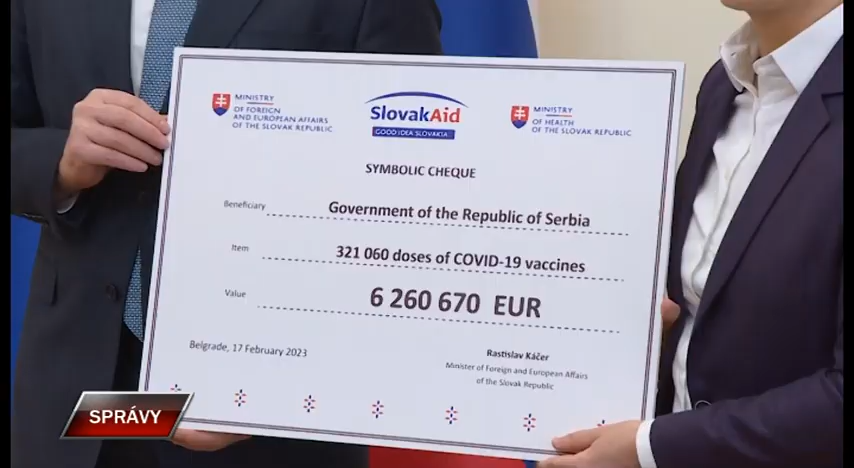 MINISTRY
OF FOREIGN
AND EUROPEAN AFFAIRS
OF THE SLOVAK REPUBLIC
SlovakAid
GOOD IDEA SLOVAKIA
MINISTRY
OF HEALTH
OF THE SLOVAK REPUBLIC
SYMBOLIC CHEQUE
Beneficiary Government of the Republic of Serbia
Item 321 060 doses of COVID-19 vaccines
Value 6 260 670 EUR
Belgrade, 17 February 2023
Rastislav Káčer
Minister of Foreign and European Affairs
of the Slovak Republic
SPRÁVY